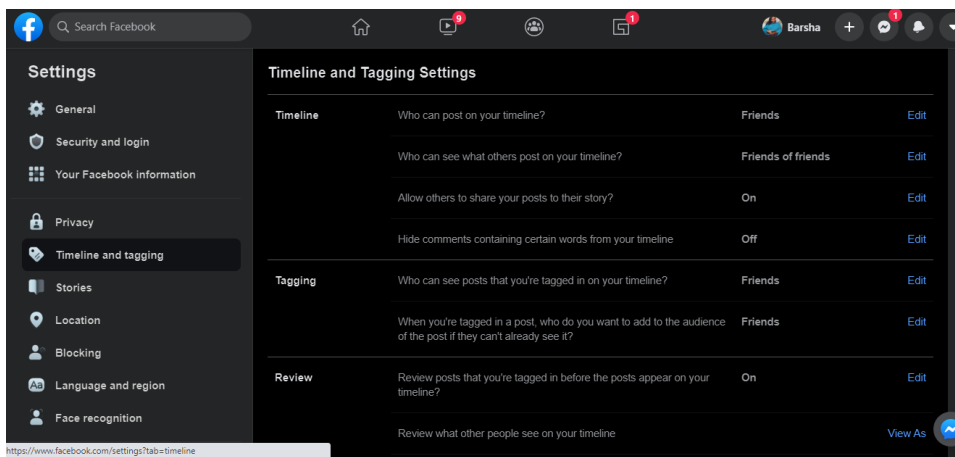 Search Facebook
9
1
Barsha
1
Settings
General
Security and login
Your Facebook information
Privacy
Timeline and tagging
Stories
Location
Blocking
Aa
Language and region
Face recognition
https://www.facebook.com/settings?tab=timeline
Timeline and Tagging Settings
Timeline
Who can post on your timeline?
Friends
Edit
Who can see what others post on your timeline?
Friends of friends
Edit
Allow others to share your posts to their story?
On
Edit
Hide comments containing certain words from your timeline
Off
Edit
Tagging
Who can see posts that you're tagged in on your timeline?
Friends
Edit
When you're tagged in a post, who do you want to add to the audience
of the post if they can't already see it?
Friends
Edit
Review
Review posts that you're tagged in before the posts appear on your
timeline?
On
Edit
Review what other people see on your timeline
View As